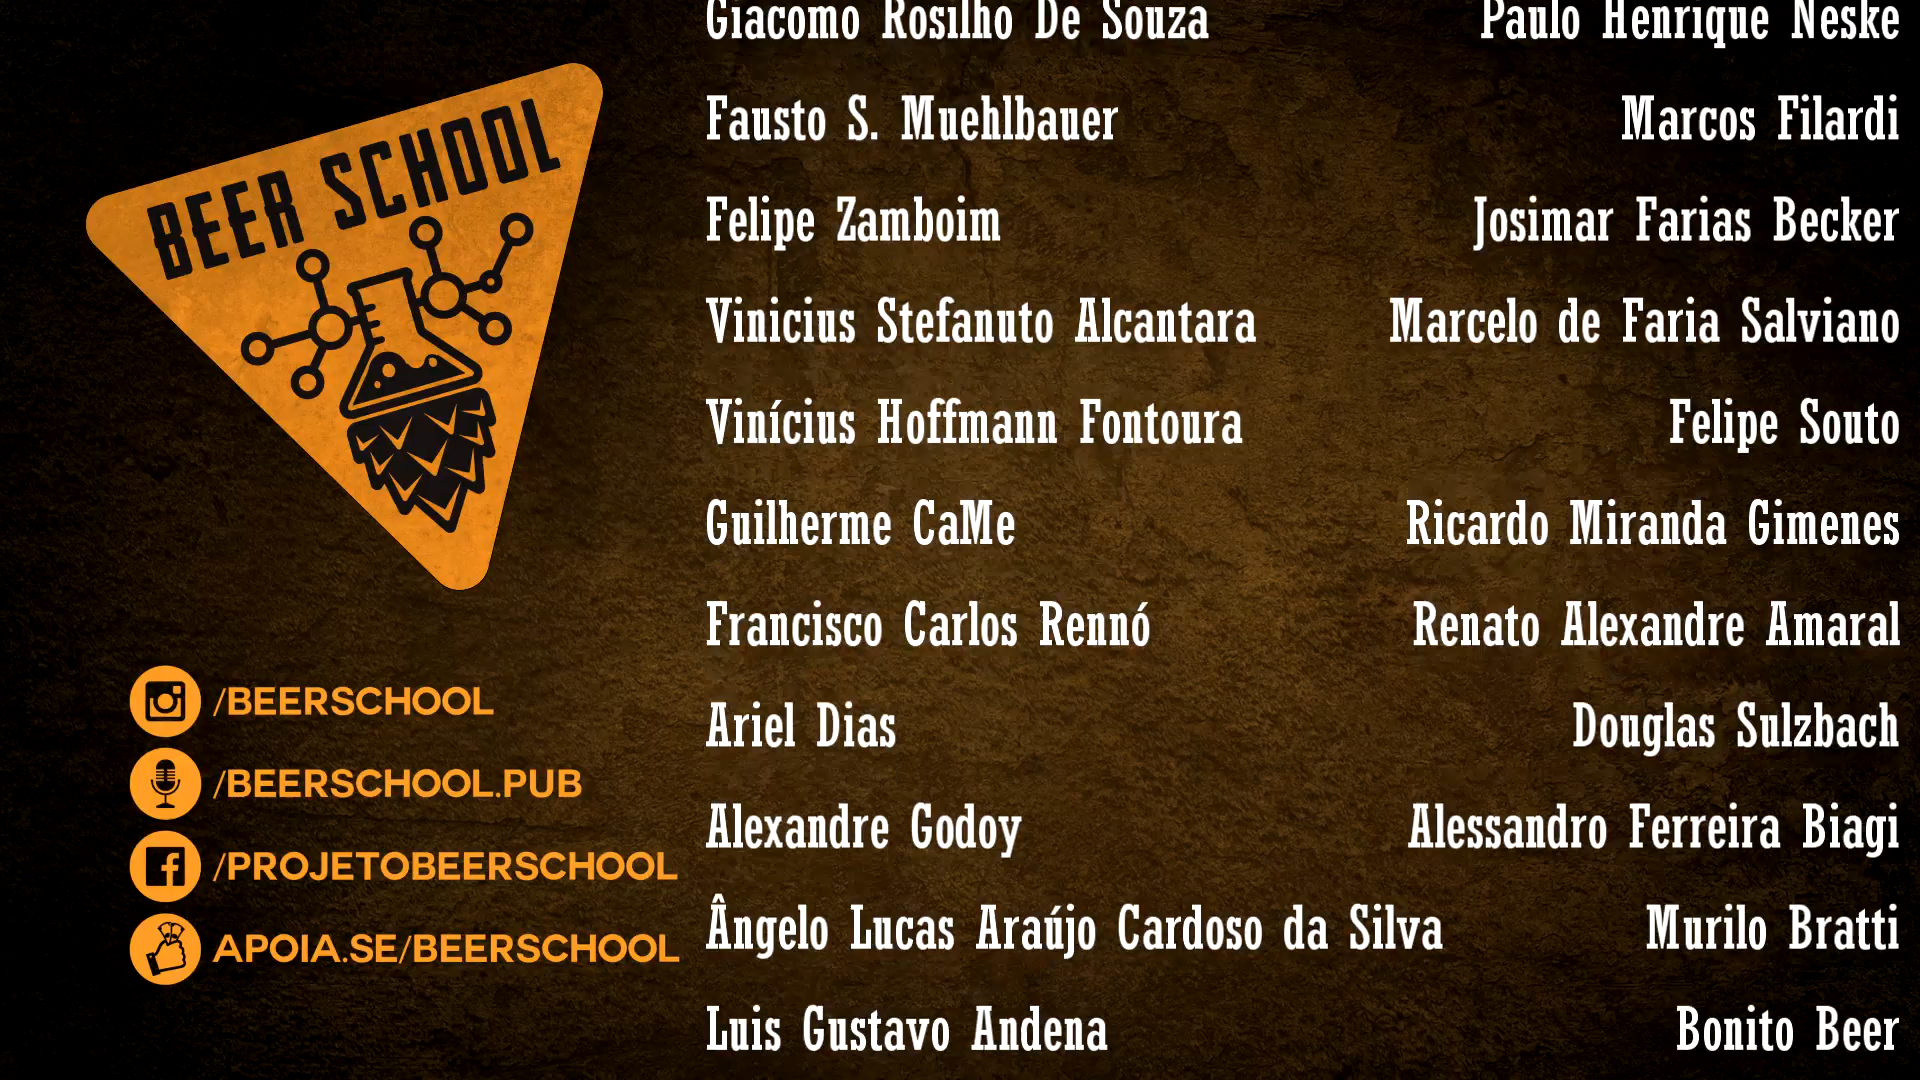 BEER SCHOOL
/BEERSCHOOL
/BEERSCHOOL.PUB
/PROJETOBEERSCHOOL
APOIA.SE/BEERSCHOOL
Giacomo Rosilho De Souza
Fausto S. Muehlbauer
Felipe Zamboim
Vinicius Stefanuto Alcantara
Vinícius Hoffmann Fontoura
Guilherme CaMe
Francisco Carlos Rennó
Ariel Dias
Alexandre Godoy
Ângelo Lucas Araújo Cardoso da Silva
Luis Gustavo Andena
Paulo Henrique Neske
Marcos Filardi
Josimar Farias Becker
Marcelo de Faria Salviano
Felipe Souto
Ricardo Miranda Gimenes
Renato Alexandre Amaral
Douglas Sulzbach
Alessandro Ferreira Biagi
Murilo Bratti
Bonito Beer